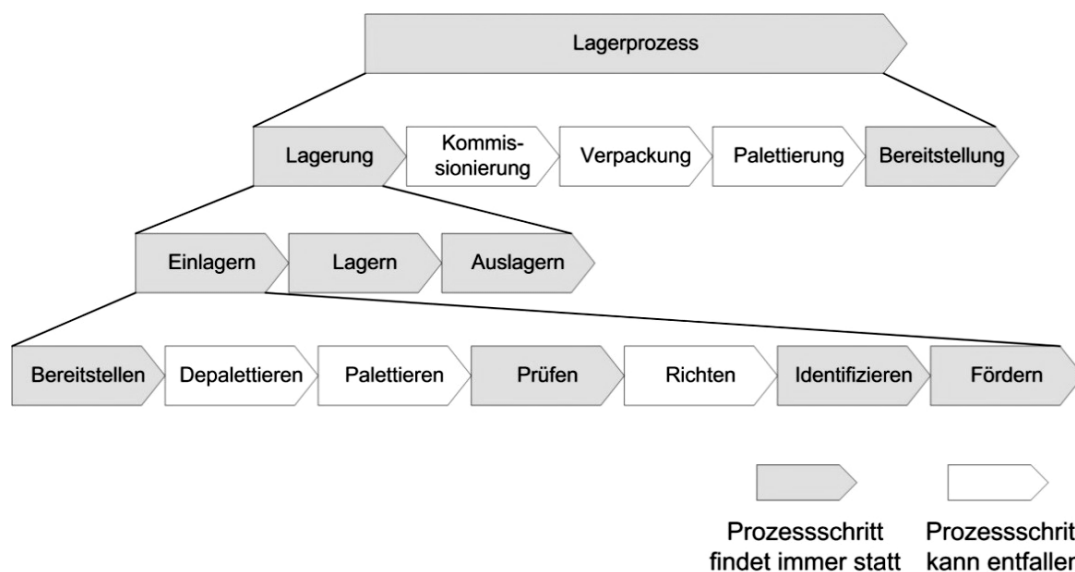 Lagerprozess
Lagerung
Kommis-
sionierung
Verpackung
Palettierung
Bereitstellung
Einlagern
Lagern
Auslagern
Bereitstellen
Depalettieren
Palettieren
Prüfen
Richten
Identifizieren
Fördern
Prozessschritt
findet immer statt
Prozessschrit
kann entfaller